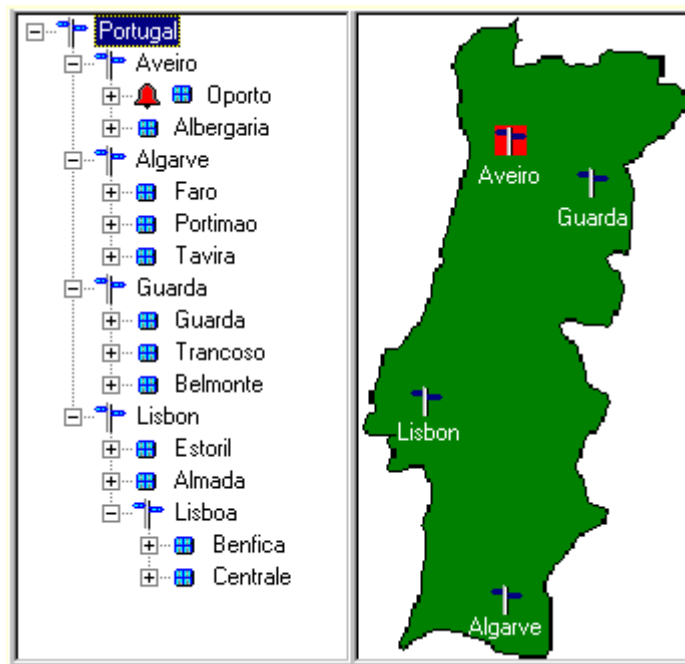 Portugal
Aveiro
Oporto
Albergaria
Algarve
Faro
Portimao
Tavira
Guarda
Guarda
Trancoso
Belmonte
Lisbon
Estoril
Almada
Lisboa
Benfica
Centrale
Aveiro
Guarda
Lisbon
Algarve